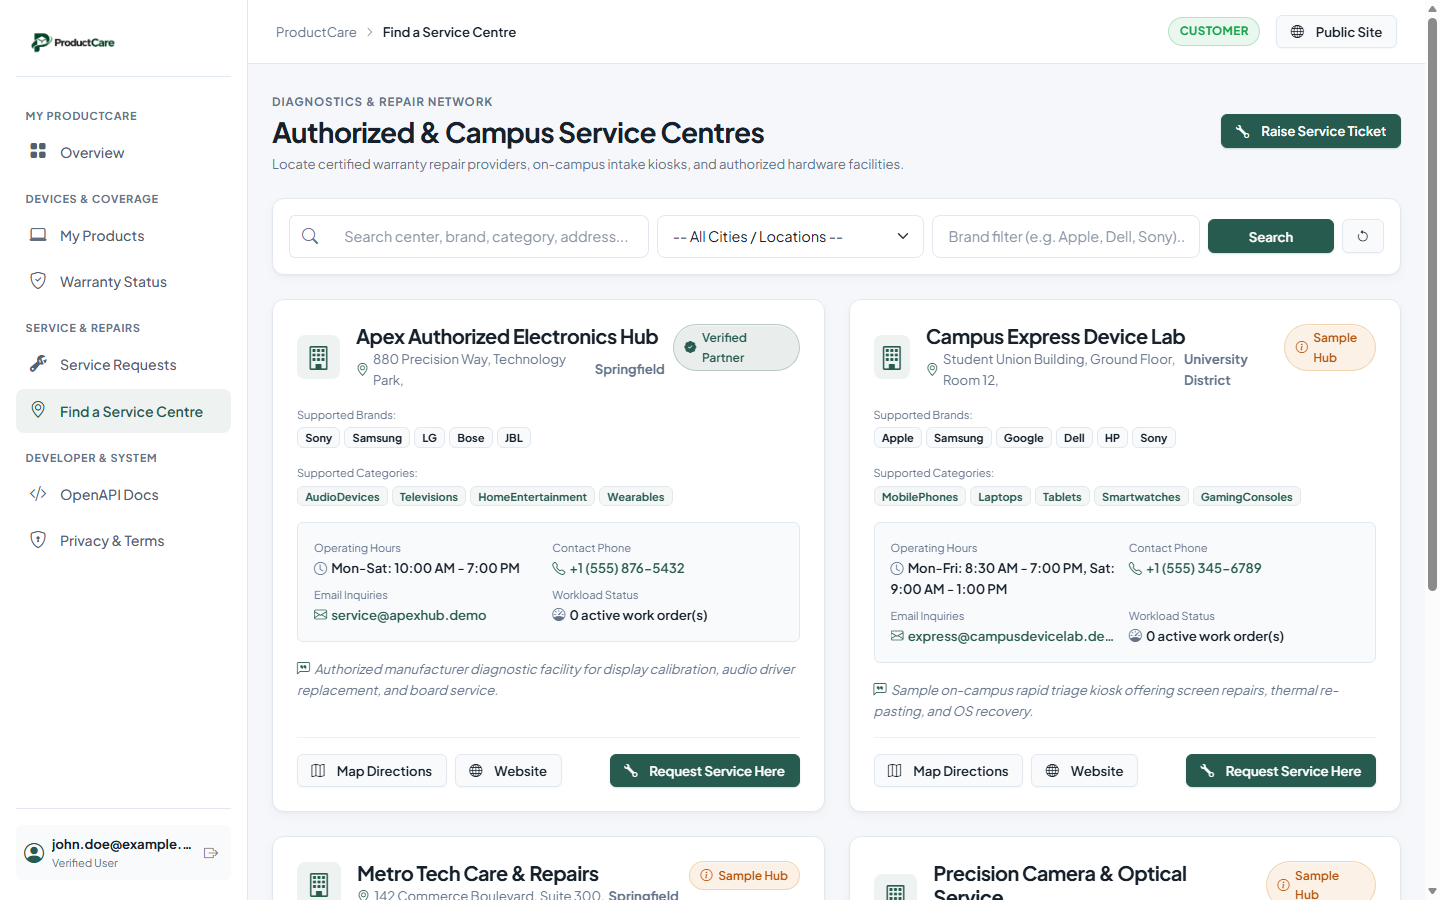 ProductCare
ProductCare > Find a Service Centre
CUSTOMER
Public Site
MY PRODUCTCARE
Overview
DEVICES & COVERAGE
My Products
Warranty Status
SERVICE & REPAIRS
Service Requests
Find a Service Centre
DEVELOPER & SYSTEM
OpenAPI Docs
Privacy & Terms
john.doe@example....
Verified User
DIAGNOSTICS & REPAIR NETWORK
Authorized & Campus Service Centres
Locate certified warranty repair providers, on-campus intake kiosks, and authorized hardware facilities.
Raise Service Ticket
Search center, brand, category, address...
-- All Cities / Locations --
Brand filter (e.g. Apple, Dell, Sony)..
Search
Apex Authorized Electronics Hub
880 Precision Way, Technology
Park,
Springfield
Verified
Partner
Supported Brands:
Sony Samsung LG Bose JBL
Supported Categories:
AudioDevices Televisions HomeEntertainment Wearables
Operating Hours
Mon-Sat: 10:00 AM - 7:00 PM
Contact Phone
+1 (555) 876-5432
Email Inquiries
service@apexhub.demo
Workload Status
0 active work order(s)
Authorized manufacturer diagnostic facility for display calibration, audio driver
replacement, and board service.
Map Directions
Website
Request Service Here
Campus Express Device Lab
Student Union Building, Ground Floor,
Room 12,
University
District
Sample
Hub
Supported Brands:
Apple Samsung Google Dell HP Sony
Supported Categories:
MobilePhones Laptops Tablets Smartwatches GamingConsoles
Operating Hours
Mon-Fri: 8:30 AM - 7:00 PM, Sat:
9:00 AM - 1:00 PM
Contact Phone
+1 (555) 345-6789
Email Inquiries
express@campusdevicelab.de...
Workload Status
0 active work order(s)
Sample on-campus rapid triage kiosk offering screen repairs, thermal re-
pasting, and OS recovery.
Map Directions
Website
Request Service Here
Metro Tech Care & Repairs
142 Commerce Boulevard, Suite 300, Springfield
Sample Hub
Precision Camera & Optical
Service
Sample
Hub